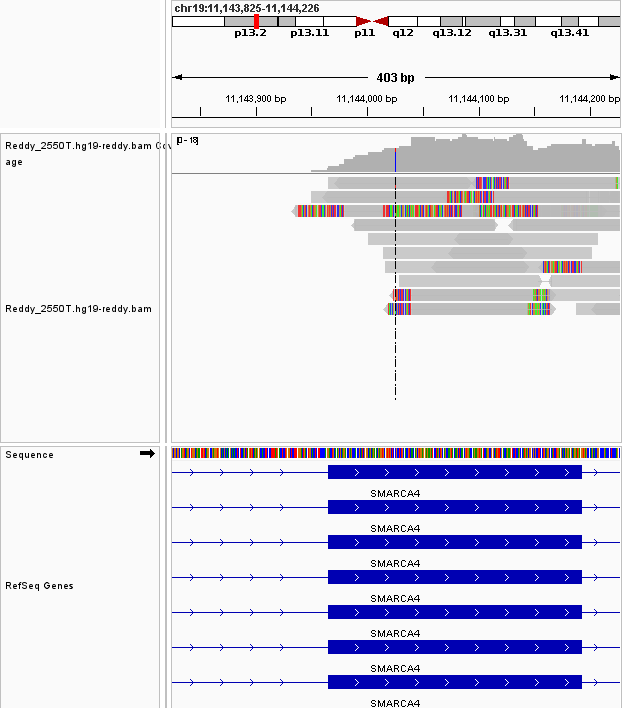 chr19:11,143,825-11,144,226
p13.2 p13.11 p11 q12 q13.12 q13.31 q13.41
403 bp
11,143,900 bp 11,144,000 bp 11,144,100 bp 11,144,200 bp
Reddy_2550T.hg19-reddy.bam Cov
age
[0 - 18]
Reddy_2550T.hg19-reddy.bam
Sequence
SMARCA4
SMARCA4
SMARCA4
RefSeq Genes
SMARCA4
SMARCA4
SMARCA4
SMARCA4